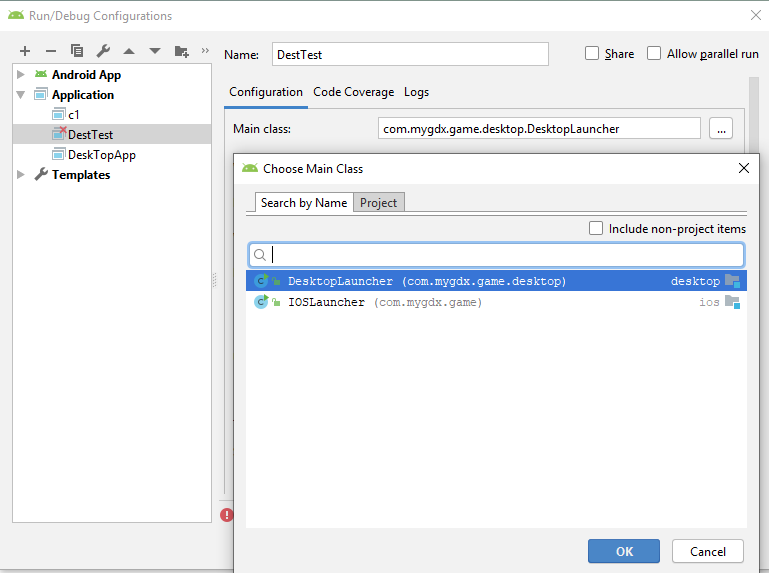 Run/Debug Configurations
Name: DestTest Share Allow parallel run
Android App
Application
c1
DestTest
DeskTopApp
Templates
Configuration Code Coverage Logs
Main class: com.mygdx.game.desktop.DesktopLauncher ...
Choose Main Class
Search by Name Project
Include non-project items
DesktopLauncher (com.mygdx.game.desktop) desktop
IOSLauncher (com.mygdx.game) ios
OK Cancel